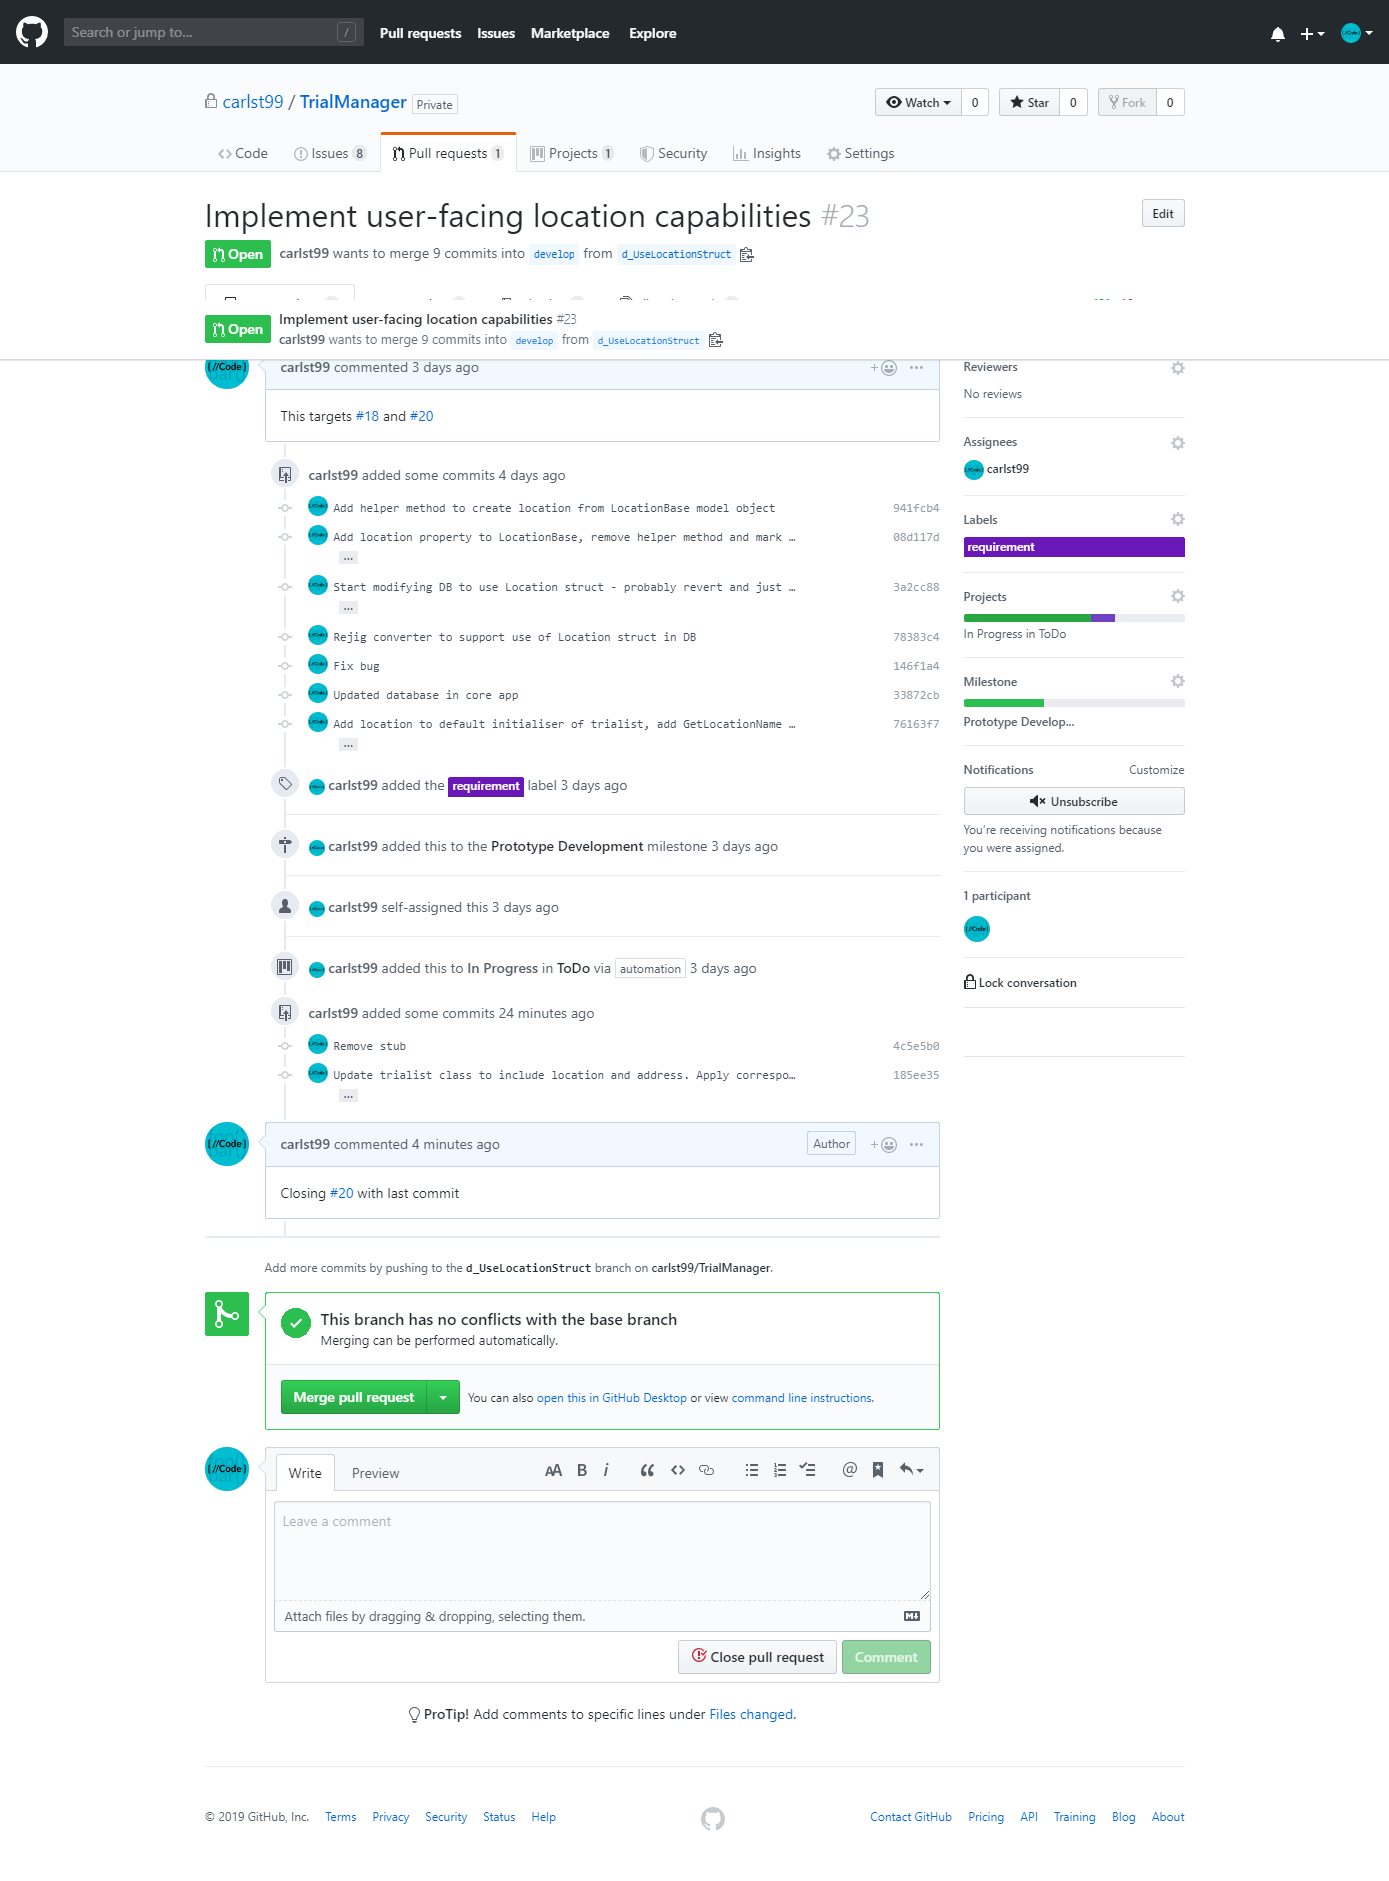 Search or jump to...
/
Pull requests Issues Marketplace Explore
carlst99 / TrialManager Private
Watch 0 Star 0 Fork 0
Code Issues 8 Pull requests 1 Projects 1 Security Insights Settings
Implement user-facing location capabilities #23
Edit
Open carlst99 wants to merge 9 commits into develop from d_UseLocationStruct
Open Implement user-facing location capabilities #23
carlst99 wants to merge 9 commits into develop from d_UseLocationStruct
carlst99 commented 3 days ago
This targets #18 and #20
carlst99 added some commits 4 days ago
Add helper method to create location from LocationBase model object 941fcb4
Add location property to LocationBase, remove helper method and mark … 08d117d
...
Start modifying DB to use Location struct - probably revert and just … 3a2cc88
...
Rejig converter to support use of Location struct in DB 78383c4
Fix bug 146f1a4
Updated database in core app 33872cb
Add location to default initialiser of trialist, add GetLocationName … 76163f7
...
carlst99 added the requirement label 3 days ago
carlst99 added this to the Prototype Development milestone 3 days ago
carlst99 self-assigned this 3 days ago
carlst99 added this to In Progress in ToDo via automation 3 days ago
carlst99 added some commits 24 minutes ago
Remove stub 4c5e5b0
Update trialist class to include location and address. Apply correspo… 185ee35
...
{ //Code }
carlst99 commented 4 minutes ago Author
Closing #20 with last commit
Add more commits by pushing to the d_UseLocationStruct branch on carlst99/TrialManager.
This branch has no conflicts with the base branch
Merging can be performed automatically.
Merge pull request You can also open this in GitHub Desktop or view command line instructions.
{ //Code }
Write Preview
Leave a comment
Attach files by dragging & dropping, selecting them.
Close pull request Comment
ProTip! Add comments to specific lines under Files changed.
Reviewers
No reviews
Assignees
carlst99
Labels
requirement
Projects
In Progress in ToDo
Milestone
Prototype Develop...
Notifications Customize
Unsubscribe
You're receiving notifications because
you were assigned.
1 participant
Lock conversation
© 2019 GitHub, Inc. Terms Privacy Security Status Help
Contact GitHub Pricing API Training Blog About